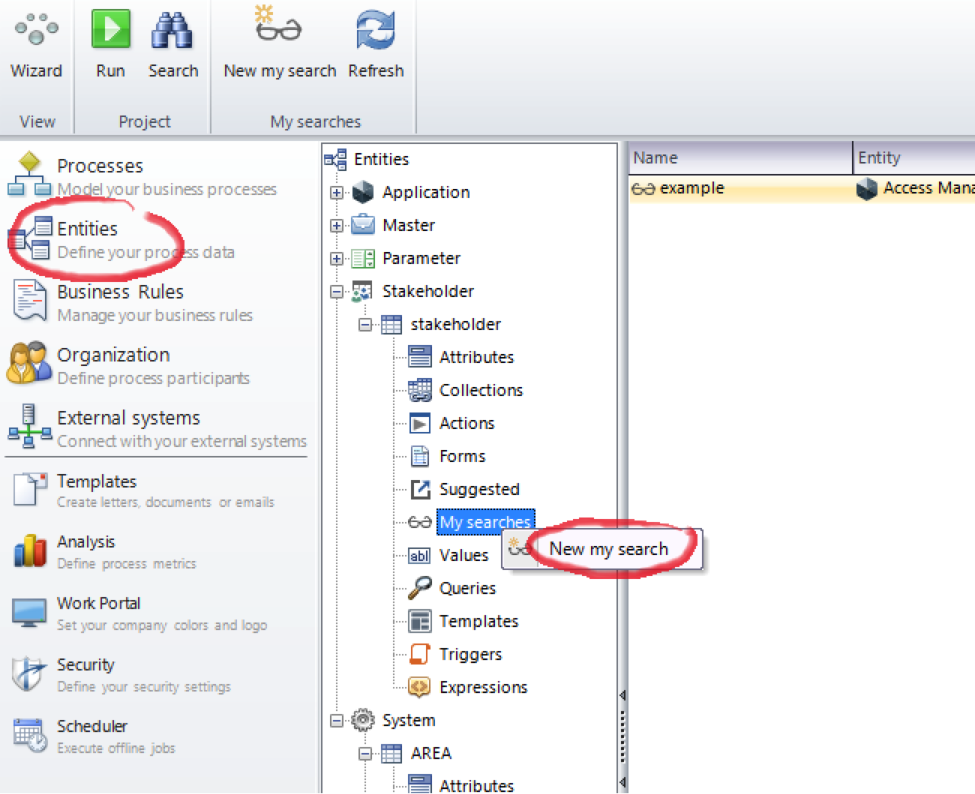 Wizard
Run
Search
New my search
Refresh
View
Project
My searches
Processes
Model your business processes
Entities
Define your process data
Business Rules
Manage your business rules
Organization
Define process participants
External systems
Connect with your external systems
Templates
Create letters, documents or emails
Analysis
Define process metrics
Work Portal
Set your company colors and logo
Security
Define your security settings
Scheduler
Execute offline jobs
Entities
Application
Master
Parameter
Stakeholder
stakeholder
Attributes
Collections
Actions
Forms
Suggested
My searches
New my search
abl Values
Queries
Templates
Triggers
Expressions
System
AREA
Attributes
Name
Entity
example
Access Mana